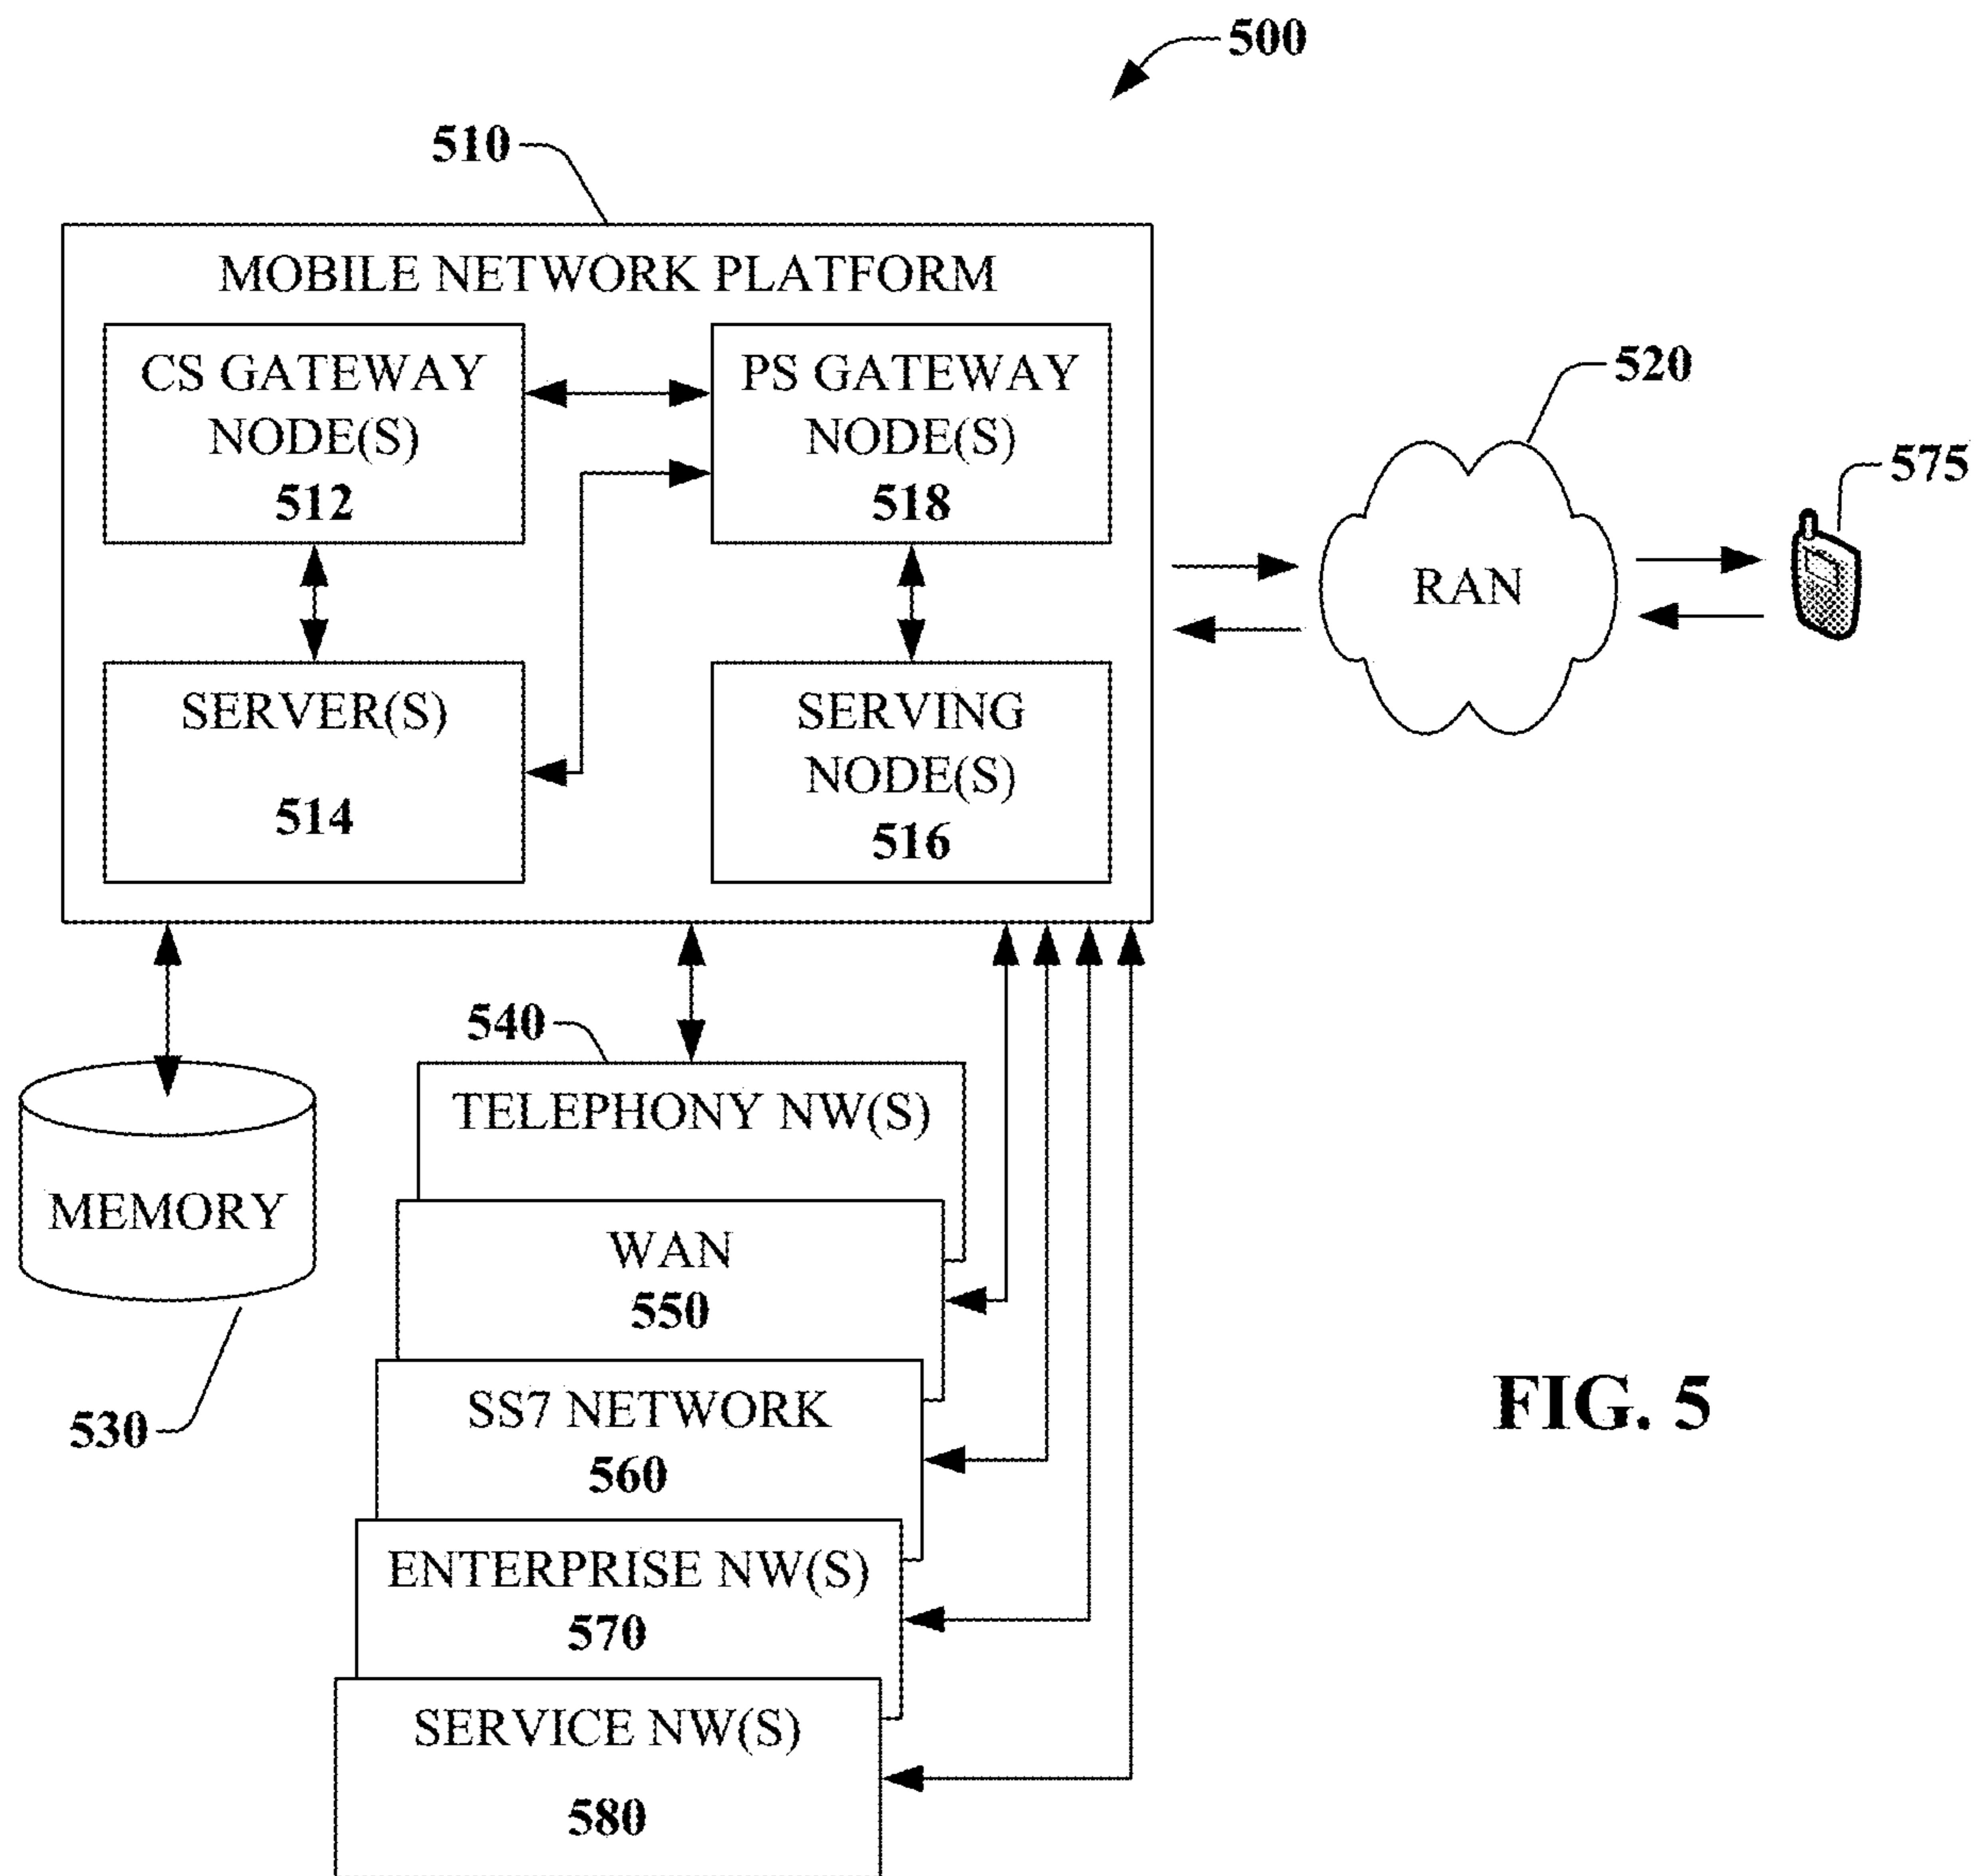 500
510
MOBILE NETWORK PLATFORM
CS GATEWAY
NODE(S)
512
PS GATEWAY
NODE(S)
518
SERVER(S)
514
SERVING
NODE(S)
516
520
RAN
575
540
TELEPHONY NW(S)
MEMORY
530
WAN
550
SS7 NETWORK
560
ENTERPRISE NW(S)
570
SERVICE NW(S)
580
FIG. 5